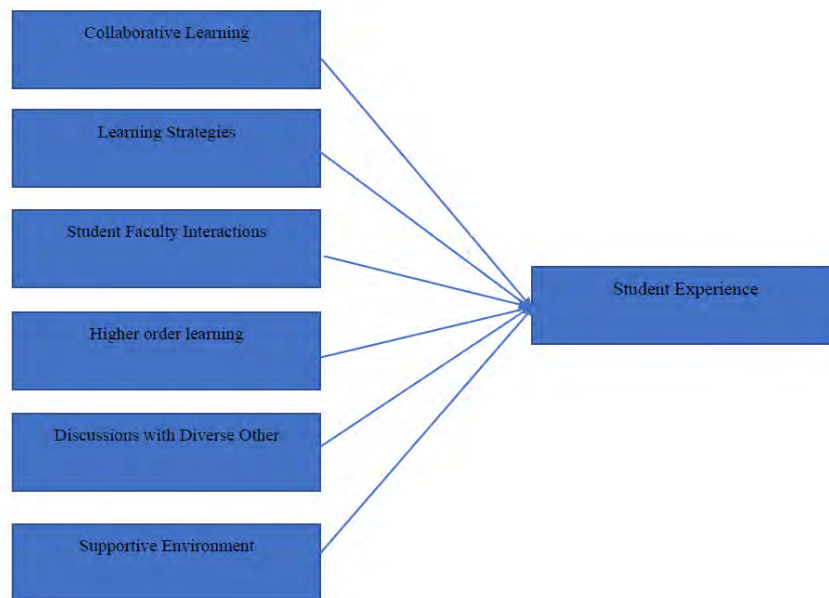 Collaborative Learning
Learning Strategies
Student Faculty Interactions
Student Experience
Higher order learning
Discussions with Diverse Other
Supportive Environment